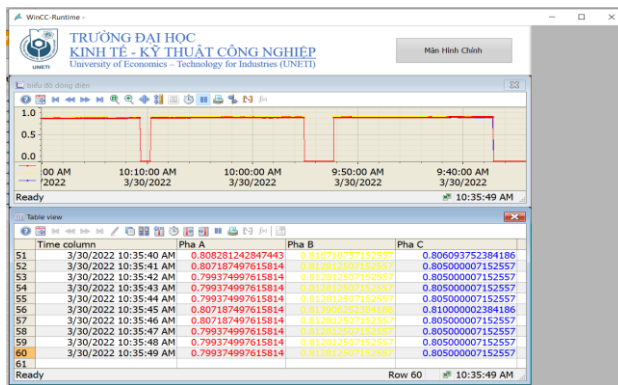 WinCC-Runtime -
TRƯỜNG ĐẠI HỌC
KINH TẾ - KỸ THUẬT CÔNG NGHIỆP
University of Economics – Technology for Industries (UNETI)
UNETI
Màn Hình Chính
biểu đồ dòng điện
1.0
0.5
0.0
:00 AM 10:10:00 AM 10:00:00 AM 9:50:00 AM 9:40:00 AM
/2022 3/30/2022 3/30/2022 3/30/2022 3/30/2022
Ready 10:35:49 AM
Table view
Time column Pha A Pha B Pha C
51 3/30/2022 10:35:40 AM 0.808281242847443 0.806093752384186
52 3/30/2022 10:35:41 AM 0.807187497615814 0.805000007152557
53 3/30/2022 10:35:42 AM 0.799374997615814 0.805000007152557
54 3/30/2022 10:35:43 AM 0.799374997615814 0.805000007152557
55 3/30/2022 10:35:44 AM 0.799374997615814 0.805000007152557
56 3/30/2022 10:35:45 AM 0.807187497615814 0.810000002384186
57 3/30/2022 10:35:46 AM 0.799374997615814 0.805000007152557
58 3/30/2022 10:35:47 AM 0.799374997615814 0.805000007152557
59 3/30/2022 10:35:48 AM 0.799374997615814 0.805000007152557
60 3/30/2022 10:35:49 AM 0.799374997615814 0.805000007152557
61
Ready Row 60 10:35:49 AM